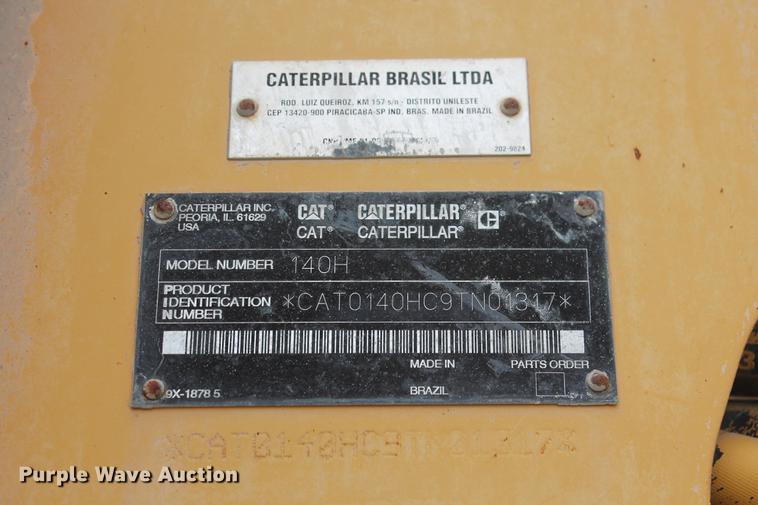 CATERPILLAR BRASIL LTDA
ROD. LUIZ QUEIROZ, KM 157 s/n - DISTRITO UNILESTE
CEP 13420-900 PIRACICABA-SP IND. BRAS. MADE IN BRAZIL
202-9824
CATERPILLAR INC.
PEORIA, IL. 61629
USA
CAT® CATERPILLAR® C
CAT® CATERPILLAR®
MODEL NUMBER 140H
PRODUCT
IDENTIFICATION
NUMBER
*CAT0140HC9TN01317*
MADE IN
BRAZIL
PARTS ORDER
9X-1878 5
*CAT0140HC9TN01317*
Purple Wave Auction